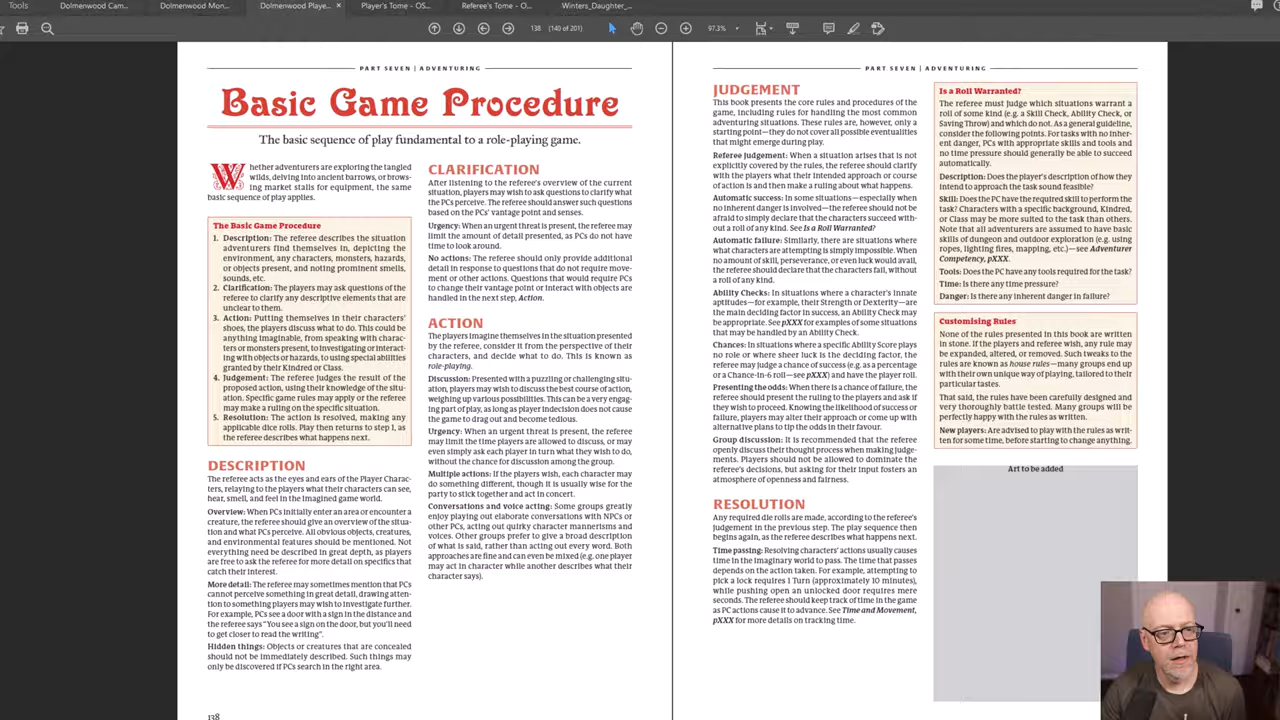 Tools
Dolmenwood Cam...
Dolmenwood Mon...
Dolmenwood Playe...
×
Player's Tome - OS...
Referee's Tome - O...
Winters_Daughter_...
138 (140 of 201)
97.3%
PART SEVEN | ADVENTURING
Basic Game Procedure
The basic sequence of play fundamental to a role-playing game.
Whether adventurers are exploring the tangled
wilds, delving into ancient barrows, or brows-
ing market stalls for equipment, the same
basic sequence of play applies.
The Basic Game Procedure
1. Description: The referee describes the situation
adventurers find themselves in, depicting the
environment, any characters, monsters, hazards,
or objects present, and noting prominent smells,
sounds, etc.
2. Clarification: The players may ask questions of the
referee to clarify any descriptive elements that are
unclear to them.
3. Action: Putting themselves in their characters'
shoes, the players discuss what to do. This could be
anything imaginable, from speaking with charac-
ters or monsters present, to investigating or interact-
ing with objects or hazards, to using special abilities
granted by their Kindred or Class.
4. Judgement: The referee judges the result of the
proposed action, using their knowledge of the situ-
ation. Specific game rules may apply or the referee
may make a ruling on the specific situation.
5. Resolution: The action is resolved, making any
applicable dice rolls. Play then returns to step 1, as
the referee describes what happens next.
DESCRIPTION
The referee acts as the eyes and ears of the Player Charac-
ters, relaying to the players what their characters can see,
hear, smell, and feel in the imagined game world.
Overview: When PCs initially enter an area or encounter a
creature, the referee should give an overview of the situa-
tion and what PCs perceive. All obvious objects, creatures,
and environmental features should be mentioned. Not
everything need be described in great depth, as players
are free to ask the referee for more detail on specifics that
catch their interest.
More detail: The referee may sometimes mention that PCs
cannot perceive something in great detail, drawing atten-
tion to something players may wish to investigate further.
For example, PCs see a door with a sign in the distance and
the referee says "You see a sign on the door, but you'll need
to get closer to read the writing".
Hidden things: Objects or creatures that are concealed
should not be immediately described. Such things may
only be discovered if PCs search in the right area.
138
CLARIFICATION
After listening to the referee's overview of the current
situation, players may wish to ask questions to clarify what
the PCs perceive. The referee should answer such questions
based on the PCs' vantage point and senses.
Urgency: When an urgent threat is present, the referee may
limit the amount of detail presented, as PCs do not have
time to look around.
No actions: The referee should only provide additional
detail in response to questions that do not require move-
ment or other actions. Questions that would require PCs
to change their vantage point or interact with objects are
handled in the next step, Action.
ACTION
The players imagine themselves in the situation presented
by the referee, consider it from the perspective of their
characters, and decide what to do. This is known as
role-playing.
Discussion: Presented with a puzzling or challenging situ-
ation, players may wish to discuss the best course of action,
weighing up various possibilities. This can be a very engag-
ing part of play, as long as player indecision does not cause
the game to drag out and become tedious.
Urgency: When an urgent threat is present, the referee
may limit the time players are allowed to discuss, or may
even simply ask each player in turn what they wish to do,
without the chance for discussion among the group.
Multiple actions: If the players wish, each character may
do something different, though it is usually wise for the
party to stick together and act in concert.
Conversations and voice acting: Some groups greatly
enjoy playing out elaborate conversations with NPCs or
other PCs, acting out quirky character mannerisms and
voices. Other groups prefer to give a broad description
of what is said, rather than acting out every word. Both
approaches are fine and can even be mixed (e.g. one player
may act in character while another describes what their
character says).
PART SEVEN | ADVENTURING
JUDGEMENT
This book presents the core rules and procedures of the
game, including rules for handling the most common
adventuring situations. These rules are, however, only a
starting point—they do not cover all possible eventualities
that might emerge during play.
Referee judgement: When a situation arises that is not
explicitly covered by the rules, the referee should clarify
with the players what their intended approach or course
of action is and then make a ruling about what happens.
Automatic success: In some situations—especially when
no inherent danger is involved—the referee should not be
afraid to simply declare that the characters succeed with-
out a roll of any kind. See Is a Roll Warranted?
Automatic failure: Similarly, there are situations where
what characters are attempting is simply impossible. When
no amount of skill, perseverance, or even luck would avail,
the referee should declare that the characters fail, without
a roll of any kind.
Ability Checks: In situations where a character's innate
aptitudes—for example, their Strength or Dexterity—are
the main deciding factor in success, an Ability Check may
be appropriate. See pXXX for examples of some situations
that may be handled by an Ability Check.
Chances: In situations where a specific Ability Score plays
no role or where sheer luck is the deciding factor, the
referee may judge a chance of success (e.g. as a percentage
or a Chance-in-6 roll—see pXXX) and have the player roll.
Presenting the odds: When there is a chance of failure, the
referee should present the ruling to the players and ask if
they wish to proceed. Knowing the likelihood of success or
failure, players may alter their approach or come up with
alternative plans to tip the odds in their favour.
Group discussion: It is recommended that the referee
openly discuss their thought process when making judge-
ments. Players should not be allowed to dominate the
referee's decisions, but asking for their input fosters an
atmosphere of openness and fairness.
RESOLUTION
Any required die rolls are made, according to the referee's
judgement in the previous step. The play sequence then
begins again, as the referee describes what happens next.
Time passing: Resolving characters' actions usually causes
time in the imaginary world to pass. The time that passes
depends on the action taken. For example, attempting to
pick a lock requires 1 Turn (approximately 10 minutes),
while pushing open an unlocked door requires mere
seconds. The referee should keep track of time in the game
as PC actions cause it to advance. See Time and Movement,
pXXX for more details on tracking time.
Is a Roll Warranted?
The referee must judge which situations warrant a
roll of some kind (e.g. a Skill Check, Ability Check, or
Saving Throw) and which do not. As a general guideline,
consider the following points. For tasks with no inher-
ent danger, PCs with appropriate skills and tools and
no time pressure should generally be able to succeed
automatically.
Description: Does the player's description of how they
intend to approach the task sound feasible?
Skill: Does the PC have the required skill to perform the
task? Characters with a specific background, Kindred,
or Class may be more suited to the task than others.
Note that all adventurers are assumed to have basic
skills of dungeon and outdoor exploration (e.g. using
ropes, lighting fires, mapping, etc.)—see Adventurer
Competency, pXXX.
Tools: Does the PC have any tools required for the task?
Time: Is there any time pressure?
Danger: Is there any inherent danger in failure?
Customising Rules
None of the rules presented in this book are written
in stone. If the players and referee wish, any rule may
be expanded, altered, or removed. Such tweaks to the
rules are known as house rules—many groups end up
with their own unique way of playing, tailored to their
particular tastes.
That said, the rules have been carefully designed and
very thoroughly battle tested. Many groups will be
perfectly happy with the rules as written.
New players: Are advised to play with the rules as writ-
ten for some time, before starting to change anything.
Art to be added